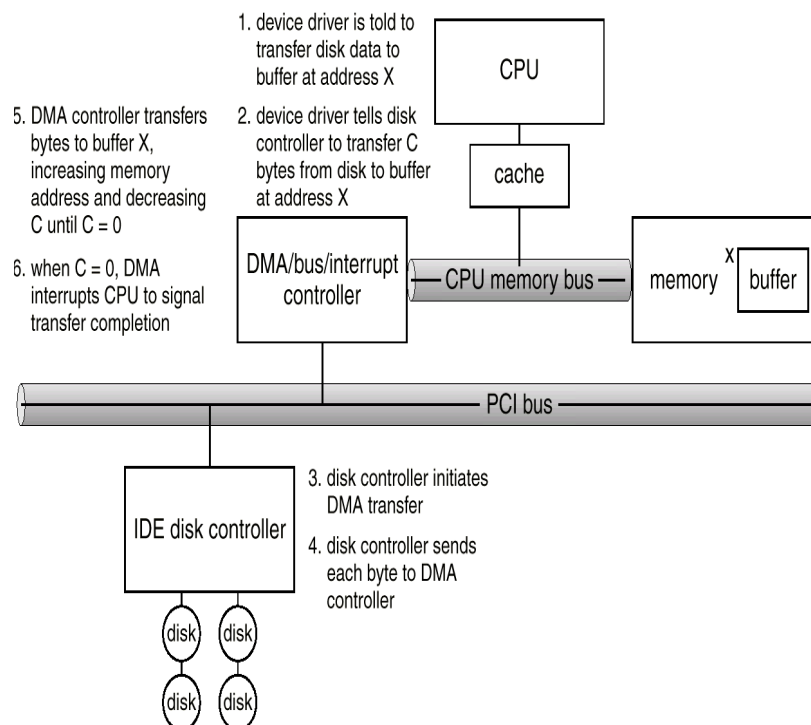 1. device driver is told to
transfer disk data to
buffer at address X
2. device driver tells disk
controller to transfer C
bytes from disk to buffer
at address X
5. DMA controller transfers
bytes to buffer X,
increasing memory
address and decreasing
C until C = 0
6. when C = 0, DMA
interrupts CPU to signal
transfer completion
CPU
cache
DMA/bus/interrupt
controller
CPU memory bus
memory
x
buffer
PCI bus
IDE disk controller
3. disk controller initiates
DMA transfer
4. disk controller sends
each byte to DMA
controller
disk
disk
disk
disk